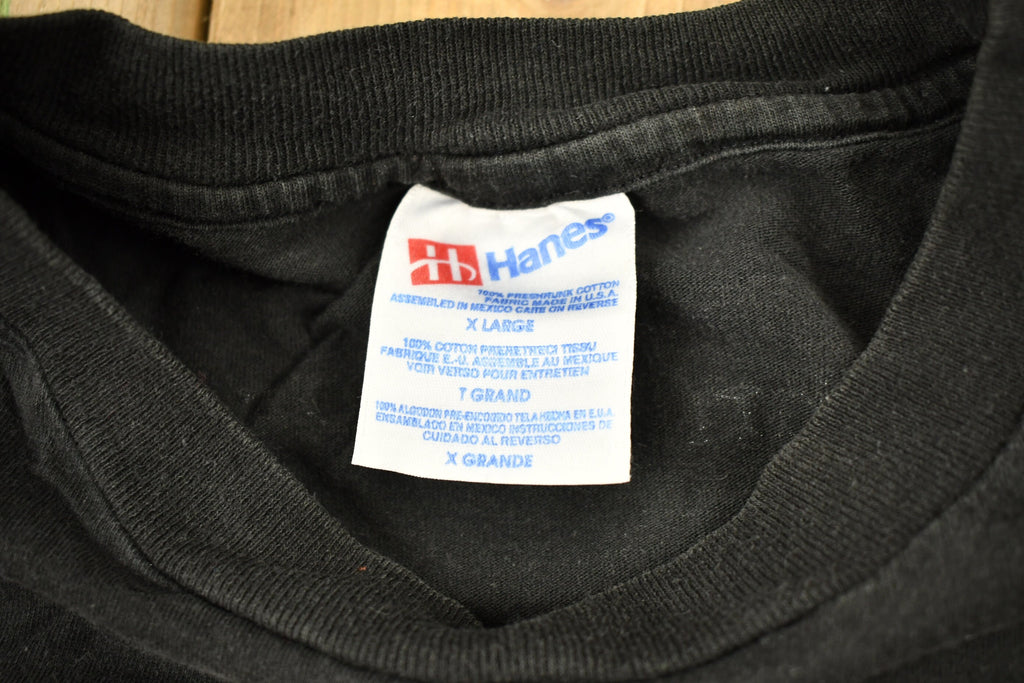 Hanes®
100% PRESHRUNK COTTON
FABRIC MADE IN U.S.A.
ASSEMBLED IN MEXICO CARE ON REVERSE
X LARGE
100% COTON PRERETRECI TISSU
FABRIQUE E.-U. ASSEMBLE AU MEXIQUE
VOIR VERSO POUR ENTRETIEN
T GRAND
100% ALGODON PRE-ENCOGIDO TELA HECHA EN E.U.A.
ENSAMBLADO EN MEXICO INSTRUCCIONES DE
CUIDADO AL REVERSO
X GRANDE